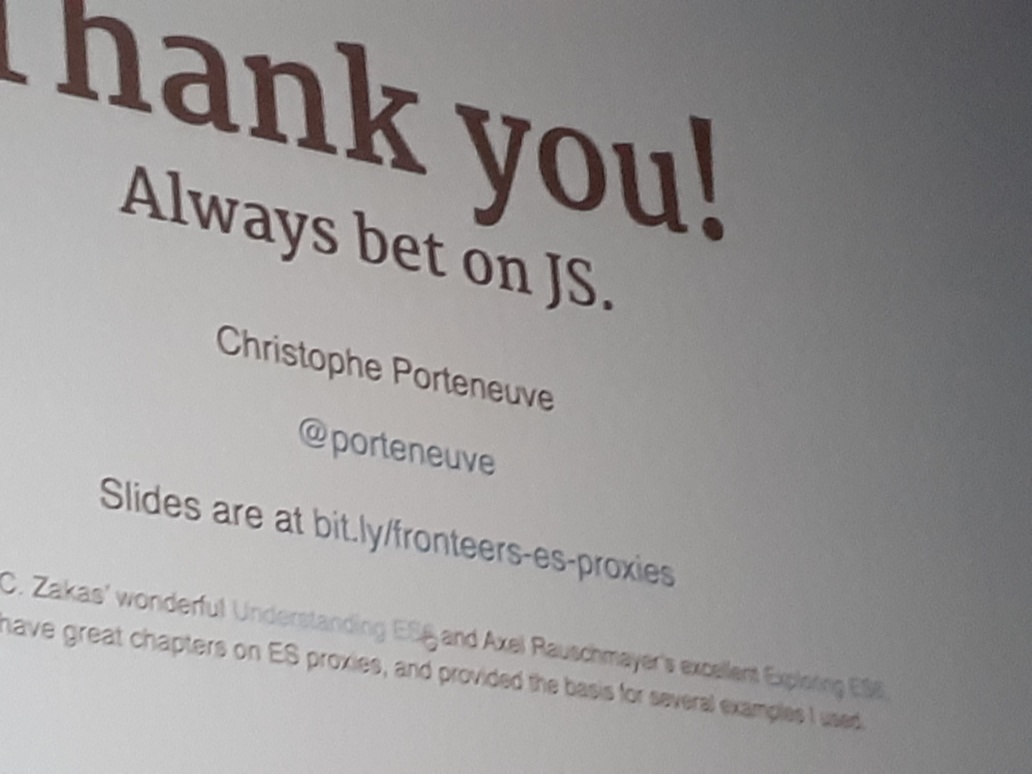 Thank you!
Always bet on JS.
Christophe Porteneuve
@porteneuve
Slides are at bit.ly/fronteers-es-proxies
C. Zakas' wonderful Understanding ES6 and Axel Rauschmayer's excellent Exploring ES6,
have great chapters on ES proxies, and provided the basis for several examples I used.